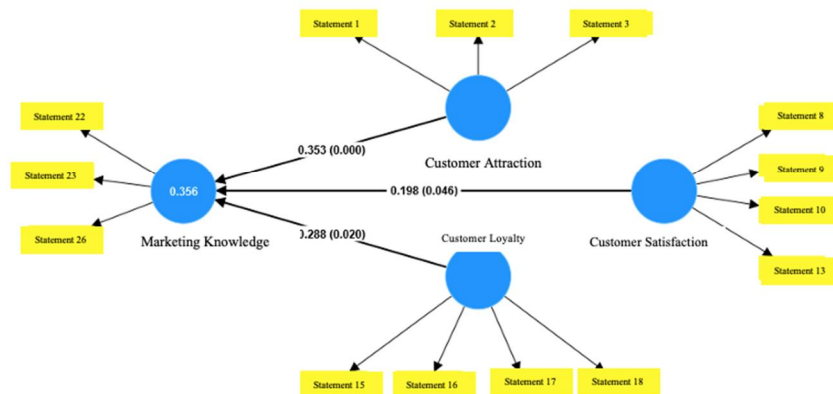 Statement 1
Statement 2
Statement 3
Statement 22
Statement 8
0.353 (0.000)
Customer Attraction
Statement 23
Statement 9
0.356
0.198 (0.046)
Statement 10
Statement 26
Marketing Knowledge
0.288 (0.020)
Customer Loyalty
Customer Satisfaction
Statement 13
Statement 15
Statement 16
Statement 17
Statement 18